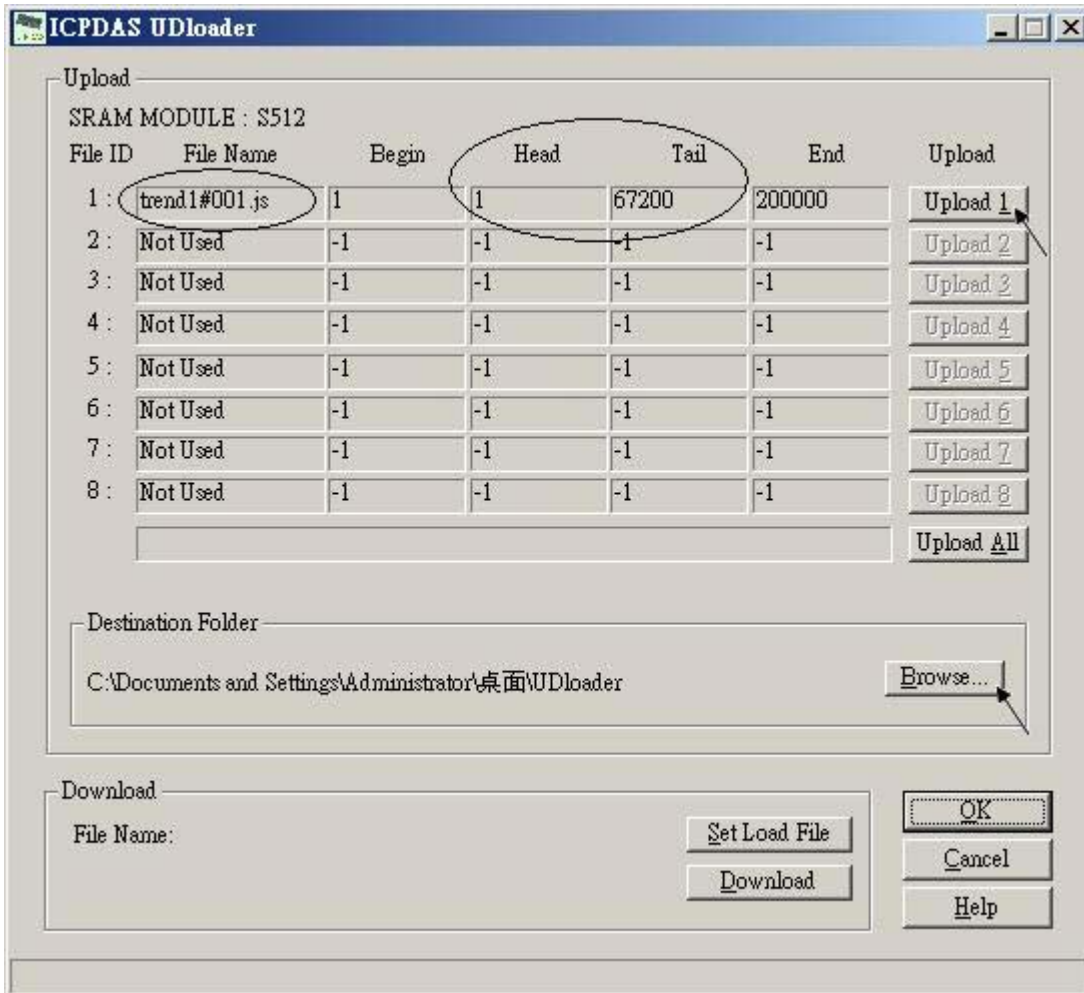 ICPDAS UDloader
Upload
SRAM MODULE : S512
File ID File Name Begin Head Tail End Upload
1 : trend1#001.js 1 1 67200 200000 Upload 1
2 : Not Used -1 -1 -1 -1 Upload 2
3 : Not Used -1 -1 -1 -1 Upload 3
4 : Not Used -1 -1 -1 -1 Upload 4
5 : Not Used -1 -1 -1 -1 Upload 5
6 : Not Used -1 -1 -1 -1 Upload 6
7 : Not Used -1 -1 -1 -1 Upload 7
8 : Not Used -1 -1 -1 -1 Upload 8
Upload All
Destination Folder
C:\Documents and Settings\Administrator\桌面\UDloader Browse...
Download
File Name:
Set Load File
Download
OK
Cancel
Help